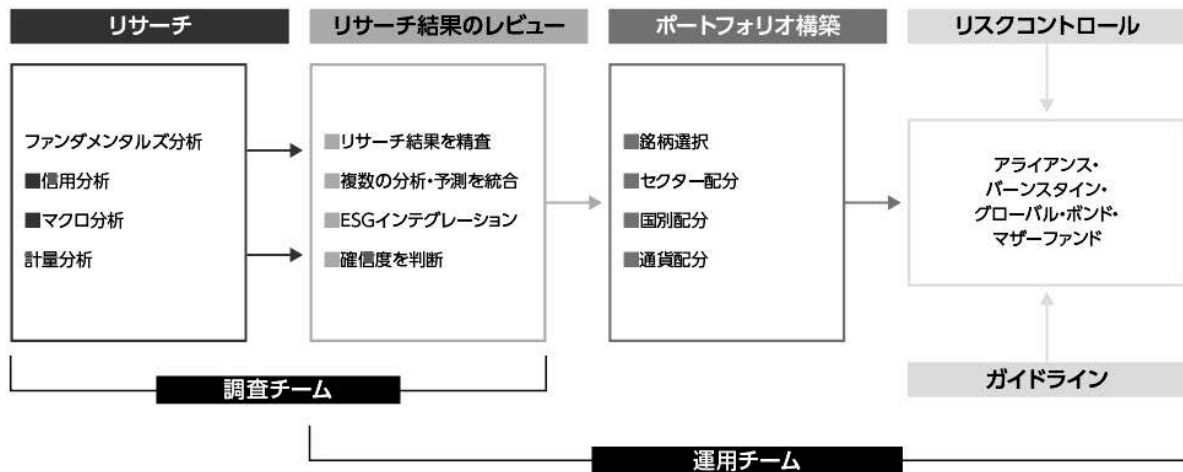 リサーチ
ファンダメンタルズ分析
■信用分析
■マクロ分析
計量分析
リサーチ結果のレビュー
■リサーチ結果を精査
■複数の分析・予測を統合
■ESGインテグレーション
■確信度を判断
ポートフォリオ構築
■銘柄選択
■セクター配分
■国別配分
■通貨配分
リスクコントロール
アライアンス・
バーンスタイン・
グローバル・ボンド・
マザーファンド
ガイドライン
調査チーム
運用チーム